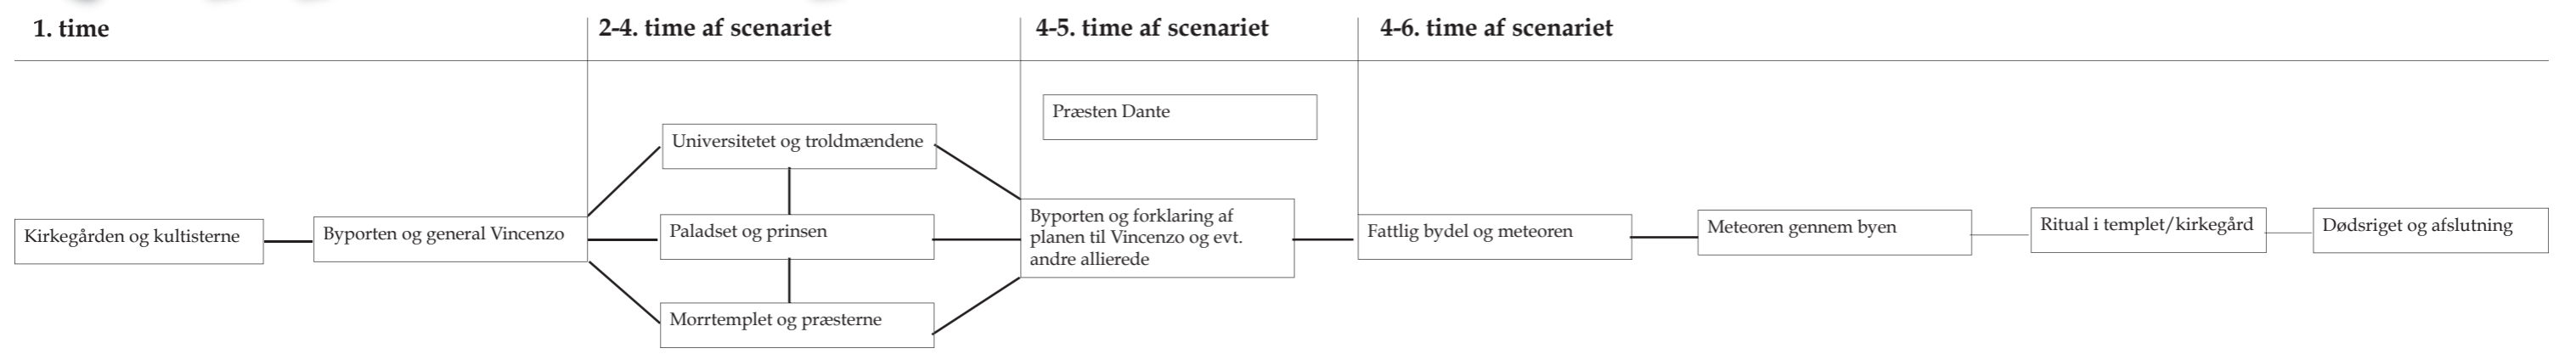 1. time
2-4. time af scenariet
4-5. time af scenariet
4-6. time af scenariet
Præsten Dante
Universitetet og troldmændene
Kirkegården og kultisterne
Byporten og general Vincenzo
Paladset og prinsen
Byporten og forklaring af
planen til Vincenzo og evt.
andre allierede
Fattlig bydel og meteoren
Meteoren gennem byen
Ritual i templet/kirkegård
Dødsriget og afslutning
Morrtemplet og præsterne